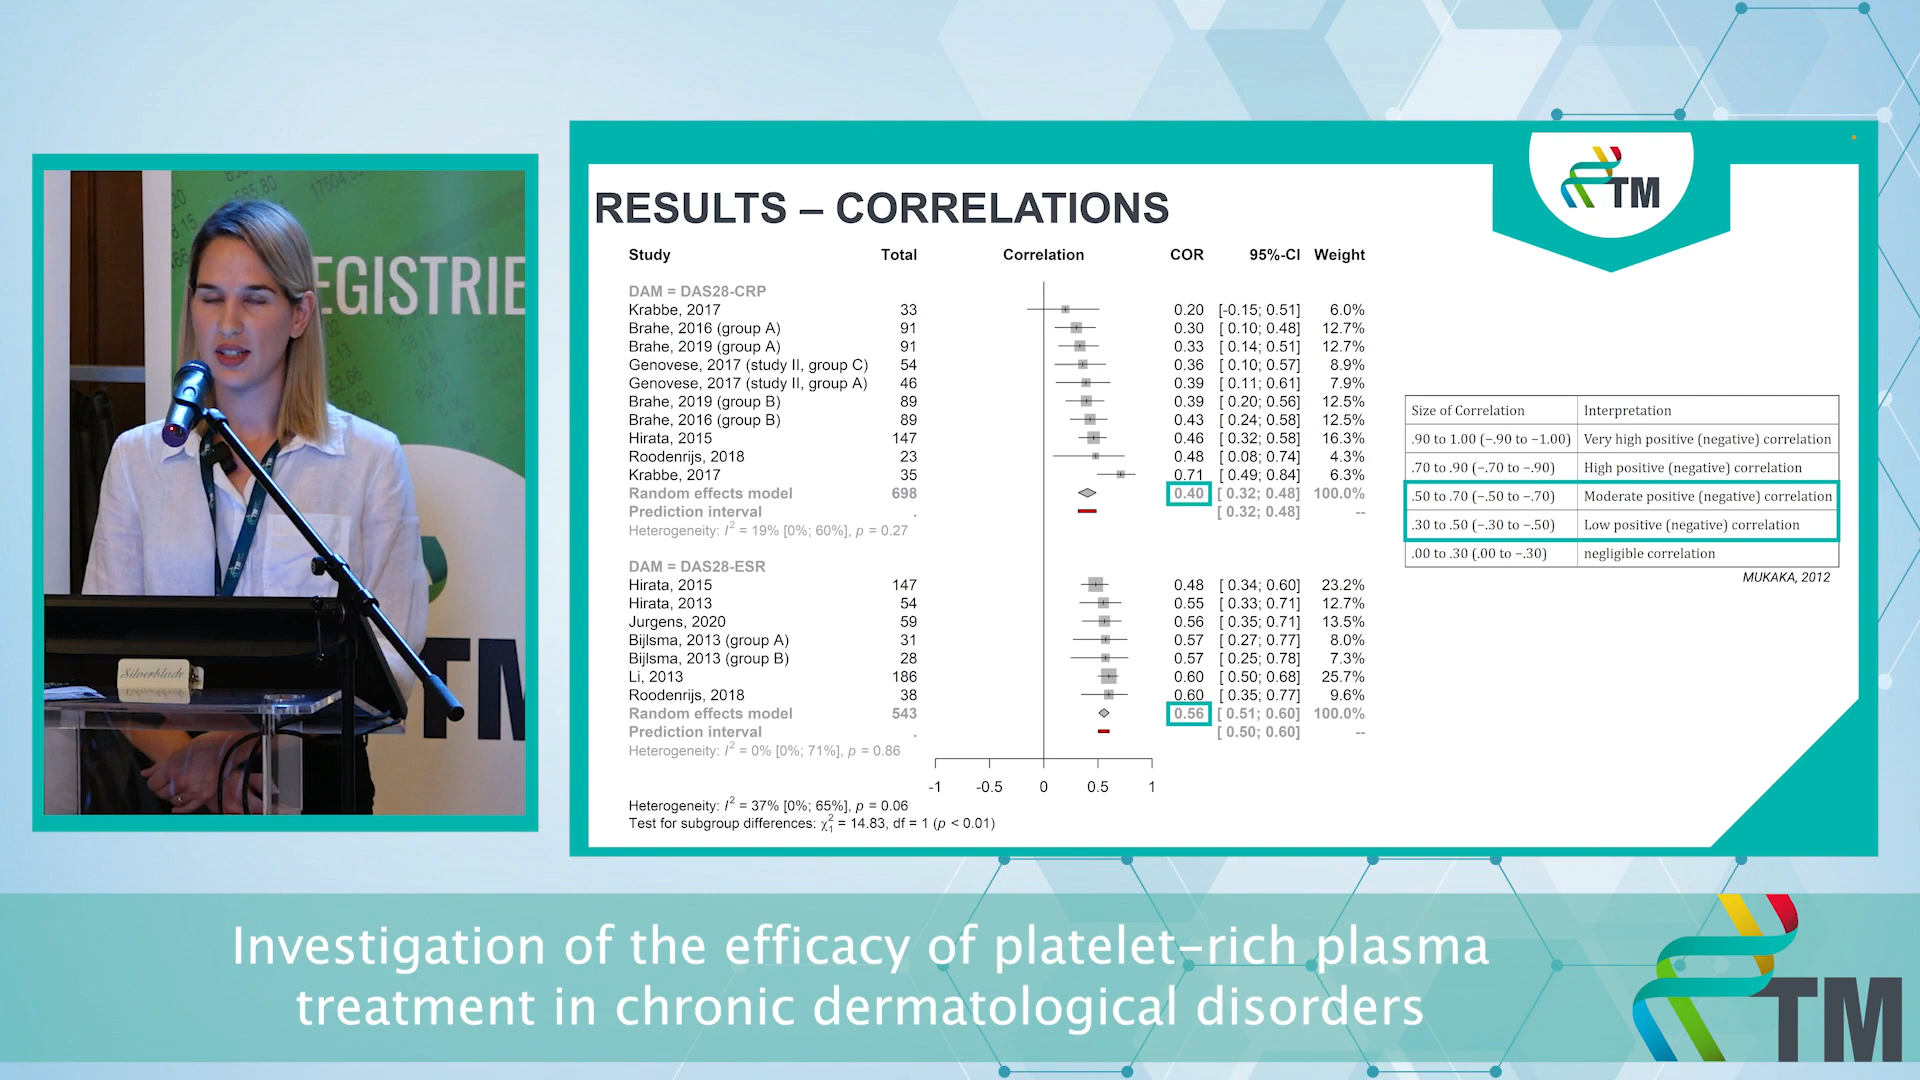 EGISTRIE
Silverblade
TM
TM
RESULTS – CORRELATIONS
Study Total Correlation COR 95%-CI Weight
DAM = DAS28-CRP
Krabbe, 2017 33 0.20 [-0.15; 0.51] 6.0%
Brahe, 2016 (group A) 91 0.30 [ 0.10; 0.48] 12.7%
Brahe, 2019 (group A) 91 0.33 [ 0.14; 0.51] 12.7%
Genovese, 2017 (study II, group C) 54 0.36 [ 0.10; 0.57] 8.9%
Genovese, 2017 (study II, group A) 46 0.39 [ 0.11; 0.61] 7.9%
Brahe, 2019 (group B) 89 0.39 [ 0.20; 0.56] 12.5%
Brahe, 2016 (group B) 89 0.43 [ 0.24; 0.58] 12.5%
Hirata, 2015 147 0.46 [ 0.32; 0.58] 16.3%
Roodenrijs, 2018 23 0.48 [ 0.08; 0.74] 4.3%
Krabbe, 2017 35 0.71 [ 0.49; 0.84] 6.3%
Random effects model 698 0.40 [ 0.32; 0.48] 100.0%
Prediction interval . [ 0.32; 0.48] --
Heterogeneity: I² = 19% [0%; 60%], p = 0.27
DAM = DAS28-ESR
Hirata, 2015 147 0.48 [ 0.34; 0.60] 23.2%
Hirata, 2013 54 0.55 [ 0.33; 0.71] 12.7%
Jurgens, 2020 59 0.56 [ 0.35; 0.71] 13.5%
Bijlsma, 2013 (group A) 31 0.57 [ 0.27; 0.77] 8.0%
Bijlsma, 2013 (group B) 28 0.57 [ 0.25; 0.78] 7.3%
Li, 2013 186 0.60 [ 0.50; 0.68] 25.7%
Roodenrijs, 2018 38 0.60 [ 0.35; 0.77] 9.6%
Random effects model 543 0.56 [ 0.51; 0.60] 100.0%
Prediction interval . [ 0.50; 0.60] --
Heterogeneity: I² = 0% [0%; 71%], p = 0.86
-1 -0.5 0 0.5 1
Heterogeneity: I² = 37% [0%; 65%], p = 0.06
Test for subgroup differences: χ²₁ = 14.83, df = 1 (p < 0.01)
Size of Correlation Interpretation
.90 to 1.00 (−.90 to −1.00) Very high positive (negative) correlation
.70 to .90 (−.70 to −.90) High positive (negative) correlation
.50 to .70 (−.50 to −.70) Moderate positive (negative) correlation
.30 to .50 (−.30 to −.50) Low positive (negative) correlation
.00 to .30 (.00 to −.30) negligible correlation
MUKAKA, 2012
Investigation of the efficacy of platelet-rich plasma
treatment in chronic dermatological disorders
TM